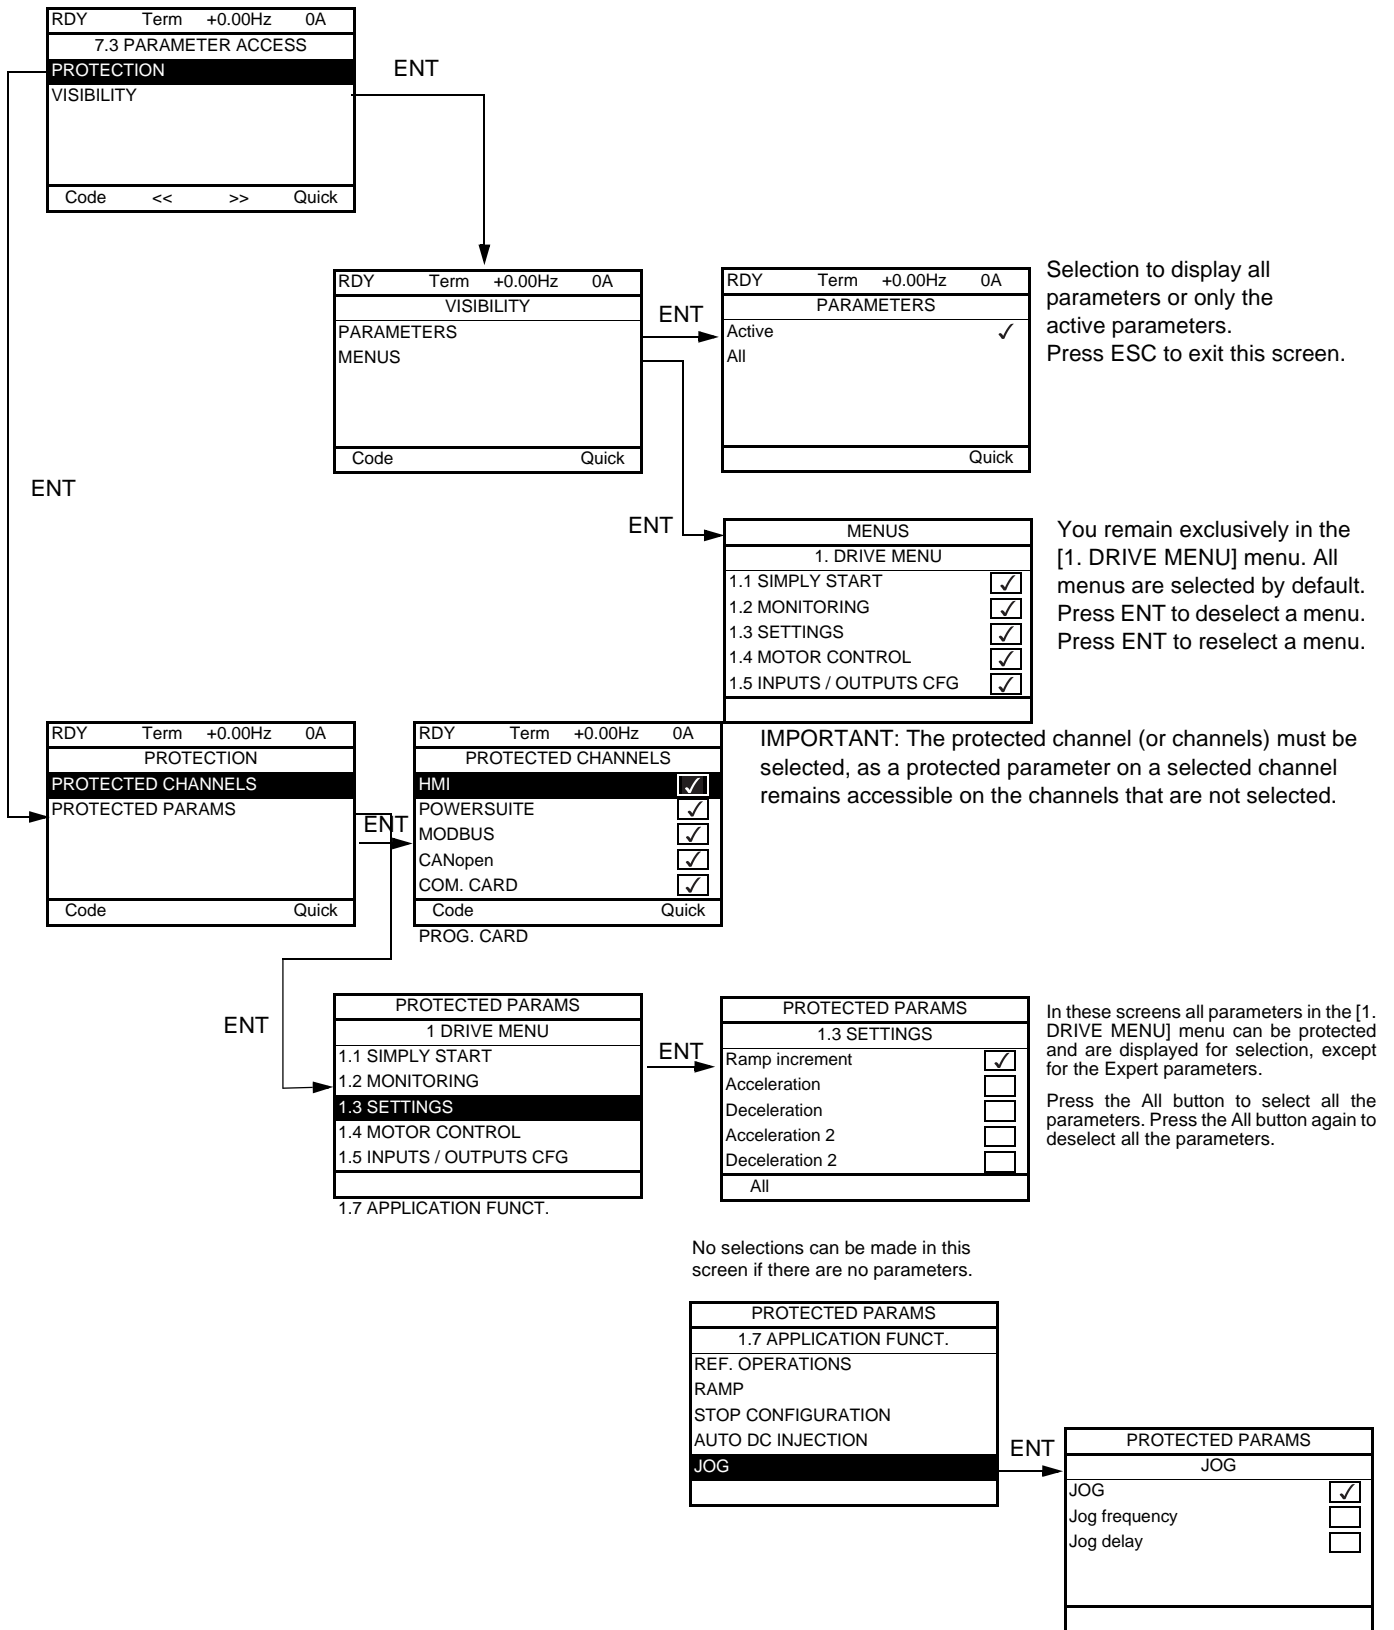 RDY Term +0.00Hz 0A
7.3 PARAMETER ACCESS
PROTECTION
VISIBILITY
Code << >> Quick
ENT
RDY Term +0.00Hz 0A
VISIBILITY
PARAMETERS
MENUS
Code Quick
ENT
RDY Term +0.00Hz 0A
PARAMETERS
Active ✓
All
Quick
Selection to display all
parameters or only the
active parameters.
Press ESC to exit this screen.
ENT
ENT
MENUS
1. DRIVE MENU
1.1 SIMPLY START ✓
1.2 MONITORING ✓
1.3 SETTINGS ✓
1.4 MOTOR CONTROL ✓
1.5 INPUTS / OUTPUTS CFG ✓
You remain exclusively in the
[1. DRIVE MENU] menu. All
menus are selected by default.
Press ENT to deselect a menu.
Press ENT to reselect a menu.
RDY Term +0.00Hz 0A
PROTECTION
PROTECTED CHANNELS
PROTECTED PARAMS
Code Quick
ENT
RDY Term +0.00Hz 0A
PROTECTED CHANNELS
HMI ✓
POWERSUITE ✓
MODBUS ✓
CANopen ✓
COM. CARD ✓
Code Quick
PROG. CARD
IMPORTANT: The protected channel (or channels) must be
selected, as a protected parameter on a selected channel
remains accessible on the channels that are not selected.
ENT
PROTECTED PARAMS
1 DRIVE MENU
1.1 SIMPLY START
1.2 MONITORING
1.3 SETTINGS
1.4 MOTOR CONTROL
1.5 INPUTS / OUTPUTS CFG
1.7 APPLICATION FUNCT.
ENT
PROTECTED PARAMS
1.3 SETTINGS
Ramp increment ✓
Acceleration
Deceleration
Acceleration 2
Deceleration 2
All
In these screens all parameters in the [1.
DRIVE MENU] menu can be protected
and are displayed for selection, except
for the Expert parameters.
Press the All button to select all the
parameters. Press the All button again to
deselect all the parameters.
No selections can be made in this
screen if there are no parameters.
PROTECTED PARAMS
1.7 APPLICATION FUNCT.
REF. OPERATIONS
RAMP
STOP CONFIGURATION
AUTO DC INJECTION
JOG
ENT
PROTECTED PARAMS
JOG
JOG ✓
Jog frequency
Jog delay